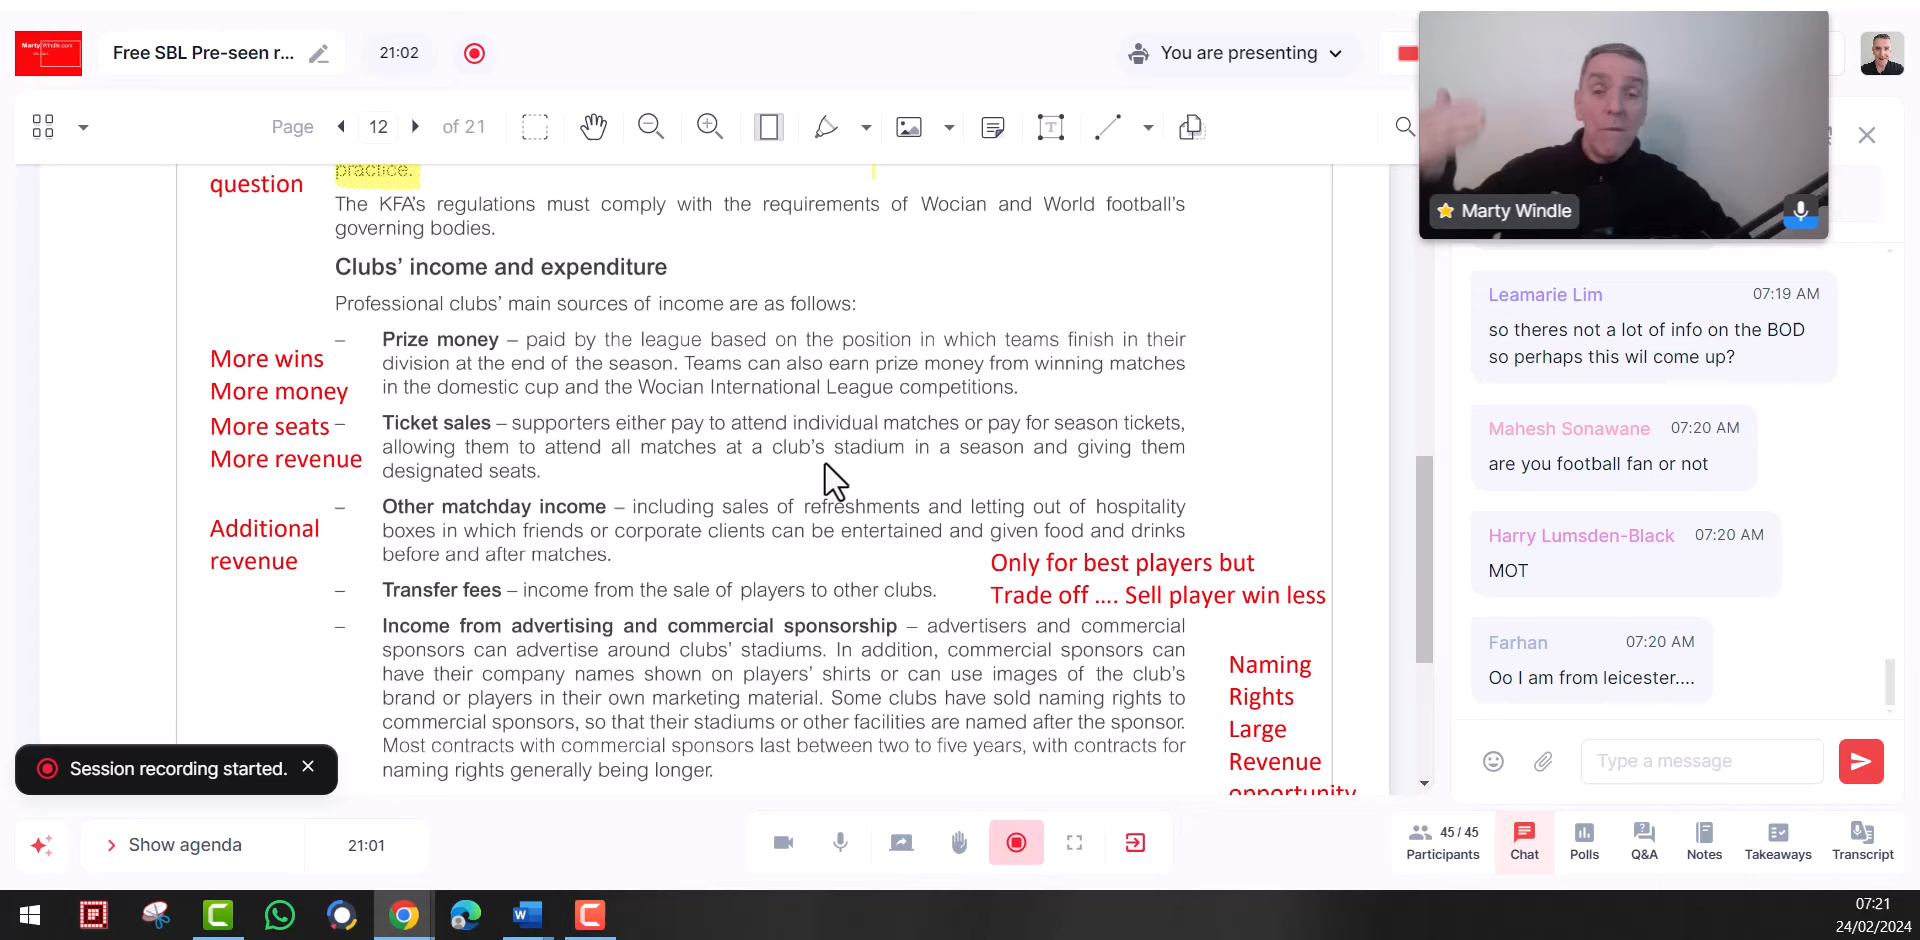 MartyWindle.com
Free SBL Pre-seen r...
21:02
You are presenting
Page
12
of 21
Marty Windle
question
practice.
The KFA's regulations must comply with the requirements of Wocian and World football's
governing bodies.
Clubs' income and expenditure
Professional clubs' main sources of income are as follows:
More wins
More money
– Prize money – paid by the league based on the position in which teams finish in their
division at the end of the season. Teams can also earn prize money from winning matches
in the domestic cup and the Wocian International League competitions.
More seats
More revenue
– Ticket sales – supporters either pay to attend individual matches or pay for season tickets,
allowing them to attend all matches at a club's stadium in a season and giving them
designated seats.
Additional
revenue
– Other matchday income – including sales of refreshments and letting out of hospitality
boxes in which friends or corporate clients can be entertained and given food and drinks
before and after matches.
Only for best players but
Trade off .... Sell player win less
– Transfer fees – income from the sale of players to other clubs.
– Income from advertising and commercial sponsorship – advertisers and commercial
sponsors can advertise around clubs' stadiums. In addition, commercial sponsors can
have their company names shown on players' shirts or can use images of the club's
brand or players in their own marketing material. Some clubs have sold naming rights to
commercial sponsors, so that their stadiums or other facilities are named after the sponsor.
Most contracts with commercial sponsors last between two to five years, with contracts for
naming rights generally being longer.
Naming
Rights
Large
Revenue
opportunity
Leamarie Lim 07:19 AM
so theres not a lot of info on the BOD
so perhaps this wil come up?
Mahesh Sonawane 07:20 AM
are you football fan or not
Harry Lumsden-Black 07:20 AM
MOT
Farhan 07:20 AM
Oo I am from leicester....
Type a message
Session recording started.
Show agenda
21:01
45 / 45
Participants
Chat
Polls
Q&A
Notes
Takeaways
Transcript
07:21
24/02/2024